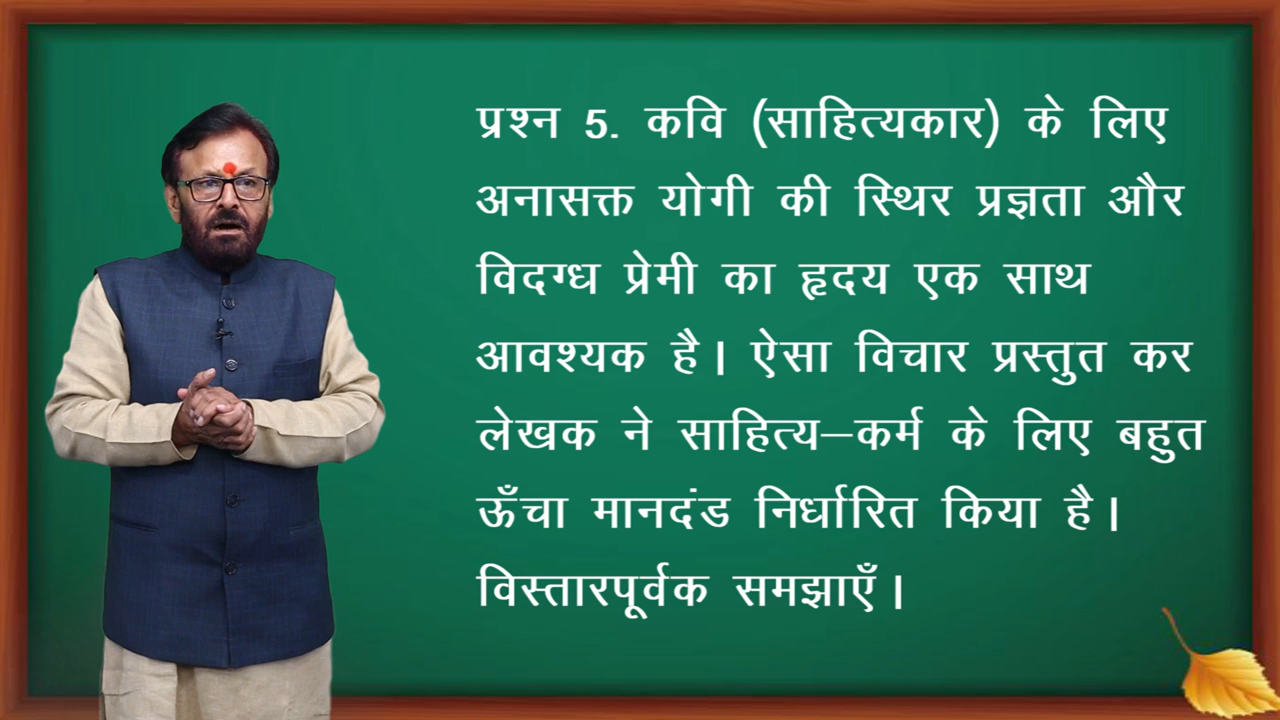 प्रश्न 5. कवि (साहित्यकार) के लिए
अनासक्त योगी की स्थिर प्रज्ञता और
विदग्ध प्रेमी का हृदय एक साथ
आवश्यक है। ऐसा विचार प्रस्तुत कर
लेखक ने साहित्य–कर्म के लिए बहुत
ऊँचा मानदंड निर्धारित किया है।
विस्तारपूर्वक समझाएँ।